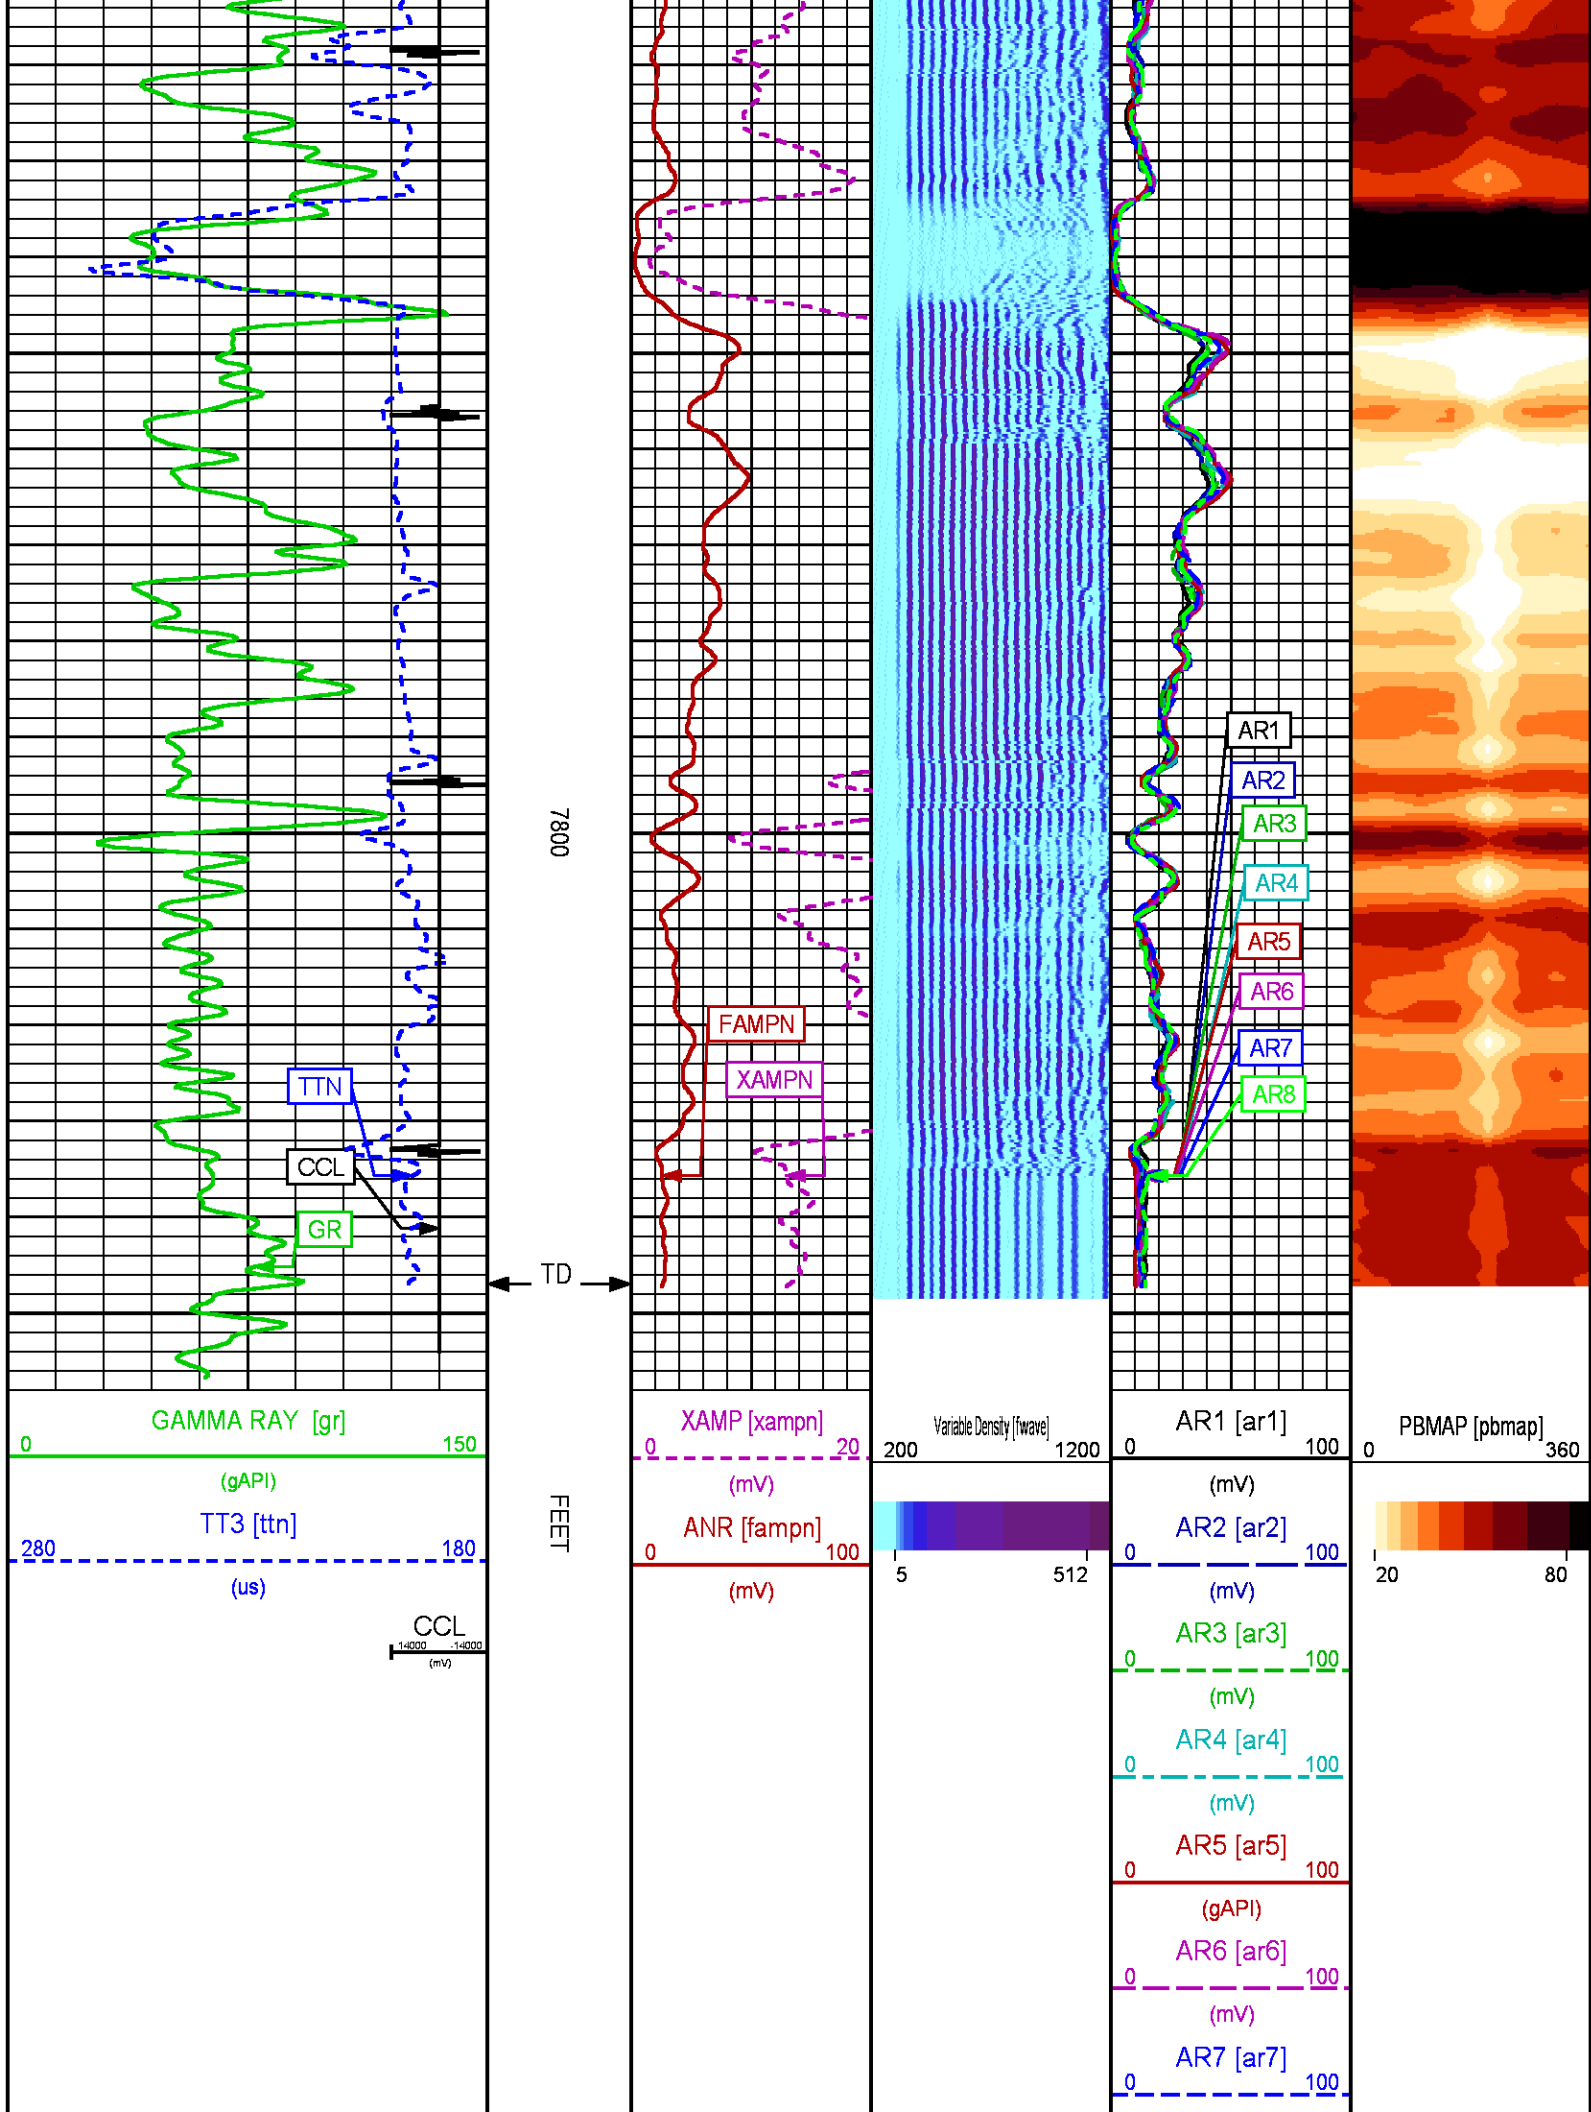 AR1
AR2
7800
AR3
AR4
AR5
AR6
FAMPN
AR7
XAMPN
TTN
AR8
CCL
GR
TD
GAMMA RAY [gr]
0 150
(gAPI)
TT3 [ttn]
280 180
(us)
CCL
14000 -14000
(mV)
FEET
XAMP [xampn]
0 20
(mV)
ANR [fampn]
0 100
(mV)
Variable Density [fwave]
200 1200
5 512
AR1 [ar1]
0 100
(mV)
AR2 [ar2]
0 100
(mV)
AR3 [ar3]
0 100
(mV)
AR4 [ar4]
0 100
(mV)
AR5 [ar5]
0 100
(gAPI)
AR6 [ar6]
0 100
(mV)
AR7 [ar7]
0 100
PBMAP [pbmap]
0 360
20 80